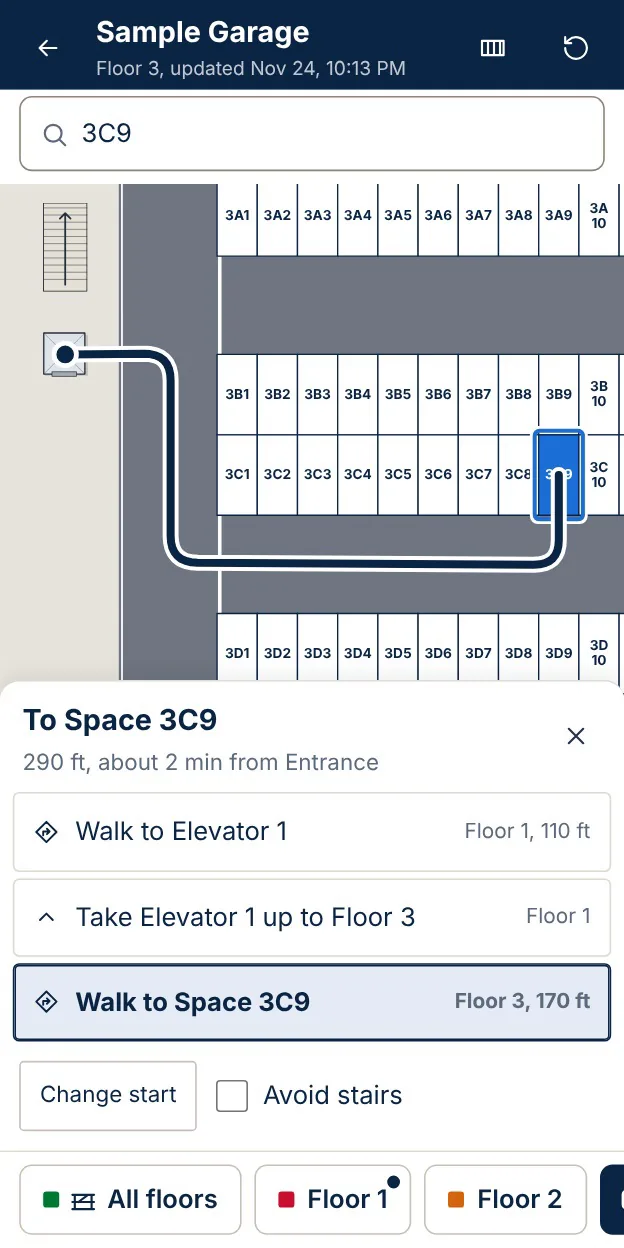 Sample Garage
Floor 3, updated Nov 24, 10:13 PM
3C9
3A1 3A2 3A3 3A4 3A5 3A6 3A7 3A8 3A9 3A 10
3B1 3B2 3B3 3B4 3B5 3B6 3B7 3B8 3B9 3B 10
3C1 3C2 3C3 3C4 3C5 3C6 3C7 3C8 3C9 3C 10
3D1 3D2 3D3 3D4 3D5 3D6 3D7 3D8 3D9 3D 10
To Space 3C9
290 ft, about 2 min from Entrance
Walk to Elevator 1 Floor 1, 110 ft
Take Elevator 1 up to Floor 3 Floor 1
Walk to Space 3C9 Floor 3, 170 ft
Change start Avoid stairs
All floors Floor 1 Floor 2